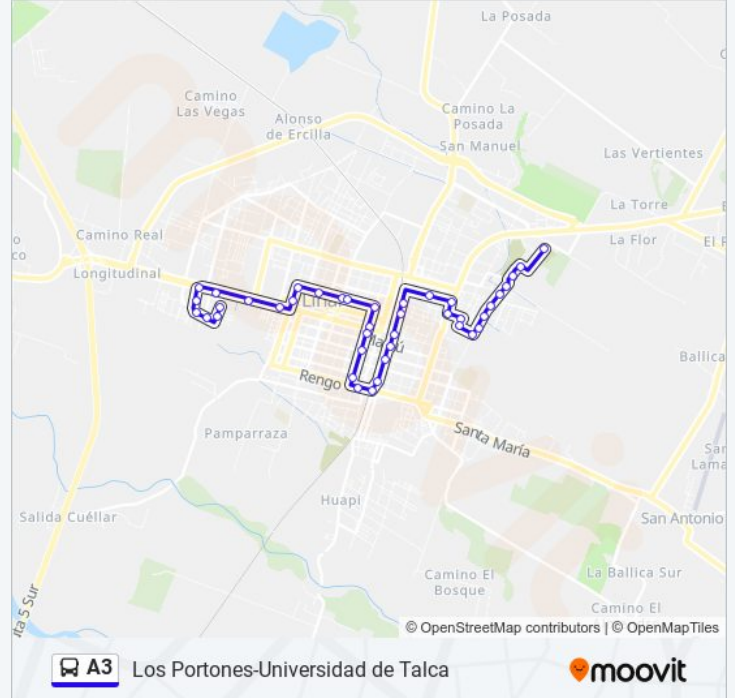 La Posada
Camino
Las Vegas
Alonso
de Ercilla
Camino La
Posada
San Manuel
Las Vertientes
La Torre
Camino Real
La Flor
Longitudinal
Rengo
Ballica
Santa María
Pamparraza
Huapi
Salida Cuéllar
San Antonio
Camino El
Bosque
La Ballica Sur
Camino El
© OpenStreetMap contributors | © OpenMapTiles
A3 Los Portones-Universidad de Talca
moovit